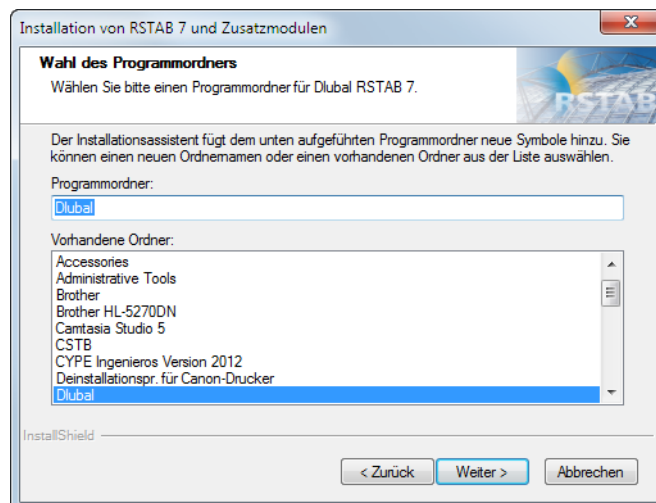 Installation von RSTAB 7 und Zusatzmodulen
Wahl des Programmordners
Wählen Sie bitte einen Programmordner für Dlubal RSTAB 7.
RSTAB
Der Installationsassistent fügt dem unten aufgeführten Programmordner neue Symbole hinzu. Sie
können einen neuen Ordnernamen oder einen vorhandenen Ordner aus der Liste auswählen.
Programmordner:
Dlubal
Vorhandene Ordner:
Accessories
Administrative Tools
Brother
Brother HL-5270DN
Camtasia Studio 5
CSTB
CYPE Ingenieros Version 2012
Deinstallationspr. für Canon-Drucker
Dlubal
InstallShield
< Zurück Weiter > Abbrechen